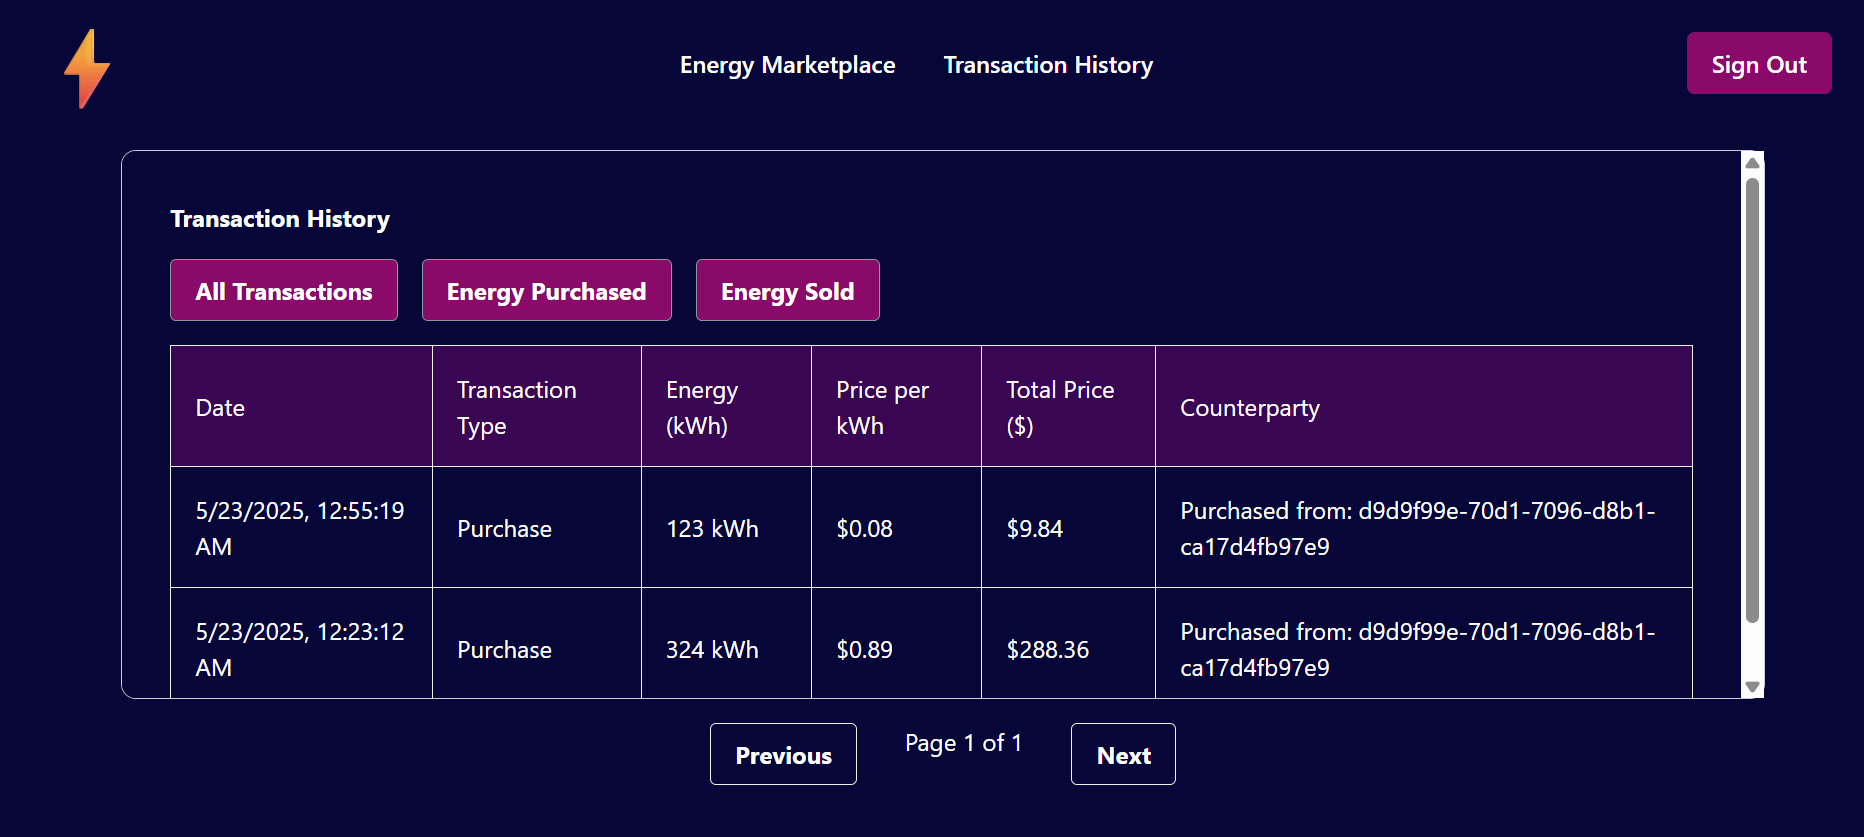 Energy Marketplace
Transaction History
Sign Out
Transaction History
All Transactions
Energy Purchased
Energy Sold
Date
Transaction
Type
Energy
(kWh)
Price per
kWh
Total Price
($)
Counterparty
5/23/2025, 12:55:19
AM
Purchase
123 kWh
$0.08
$9.84
Purchased from: d9d9f99e-70d1-7096-d8b1-
ca17d4fb97e9
5/23/2025, 12:23:12
AM
Purchase
324 kWh
$0.89
$288.36
Purchased from: d9d9f99e-70d1-7096-d8b1-
ca17d4fb97e9
Previous
Page 1 of 1
Next